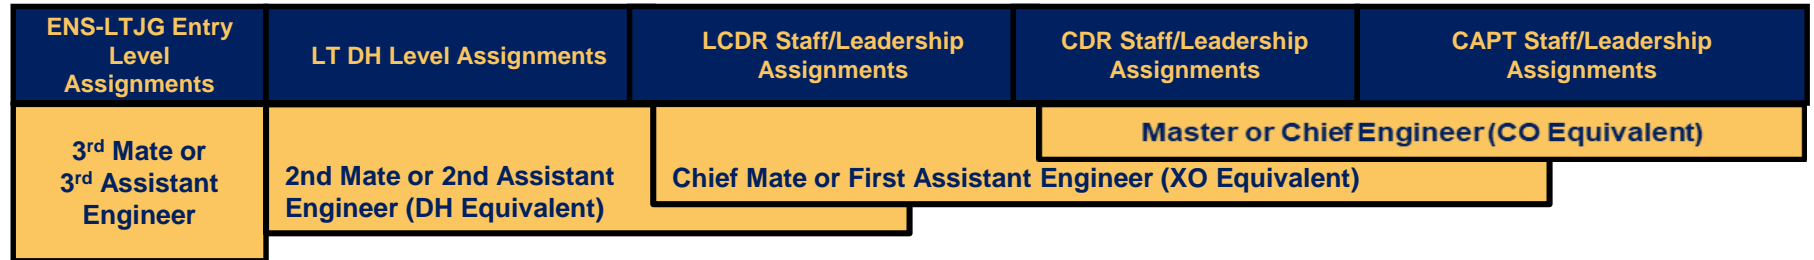 ENS-LTJG Entry
Level
Assignments
LT DH Level Assignments
LCDR Staff/Leadership
Assignments
CDR Staff/Leadership
Assignments
CAPT Staff/Leadership
Assignments
3rd Mate or
3rd Assistant
Engineer
2nd Mate or 2nd Assistant
Engineer (DH Equivalent)
Chief Mate or First Assistant Engineer (XO Equivalent)
Master or Chief Engineer (CO Equivalent)